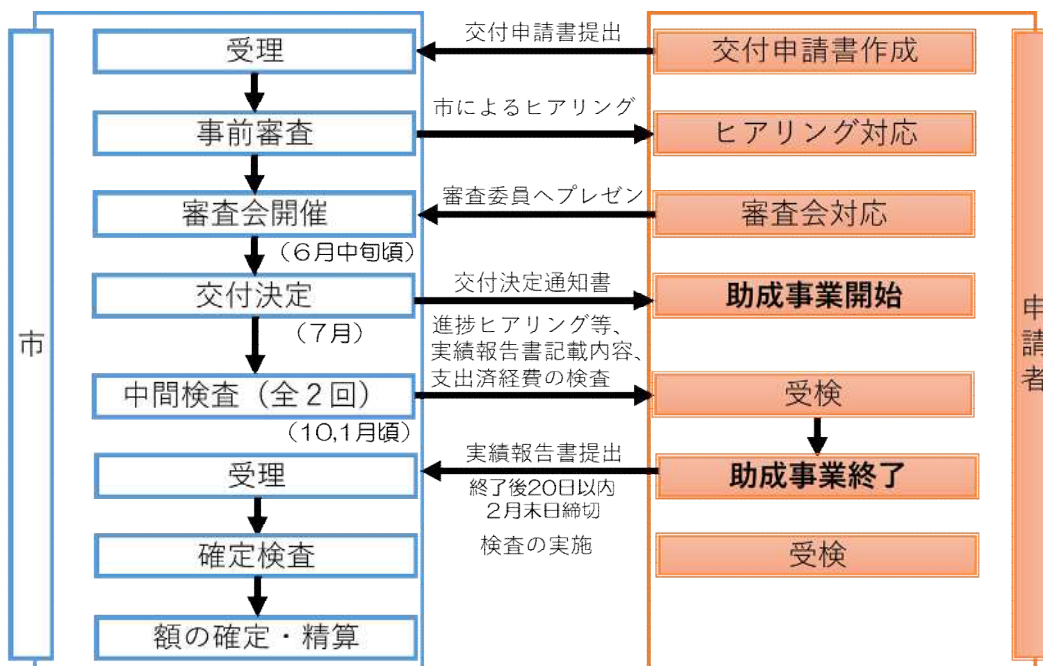 市
受理
交付申請書提出
交付申請書作成
事前審査
市によるヒアリング
ヒアリング対応
審査会開催
審査委員へプレゼン
審査会対応
（６月中旬頃）
交付決定
交付決定通知書
助成事業開始
（７月）
進捗ヒアリング等、
実績報告書記載内容、
支出済経費の検査
中間検査（全２回）
受検
（10,1月頃）
受理
実績報告書提出
終了後20日以内
２月末日締切
助成事業終了
確定検査
検査の実施
受検
額の確定・精算
申請者